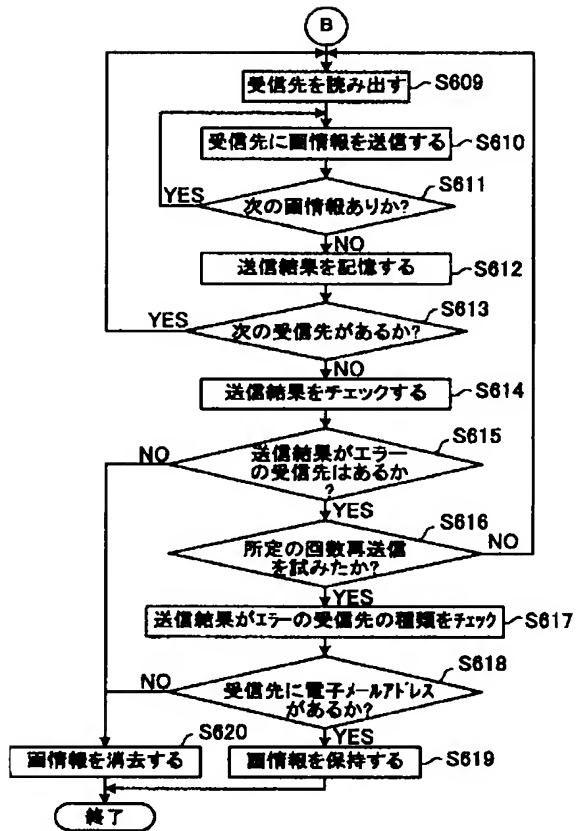 B
受信先を読み出す
S609
受信先に画情報を送信する
S610
S611
YES
次の画情報ありか?
NO
送信結果を記憶する
S612
S613
YES
次の受信先があるか?
NO
送信結果をチェックする
S614
S615
NO
送信結果がエラー
の受信先はあるか
?
YES
S616
所定の回数再送信
を試みたか?
NO
YES
送信結果がエラーの受信先の種類をチェック
S617
S618
NO
受信先に電子メールアドレス
があるか?
S620
YES
画情報を消去する
画情報を保持する
S619
終了